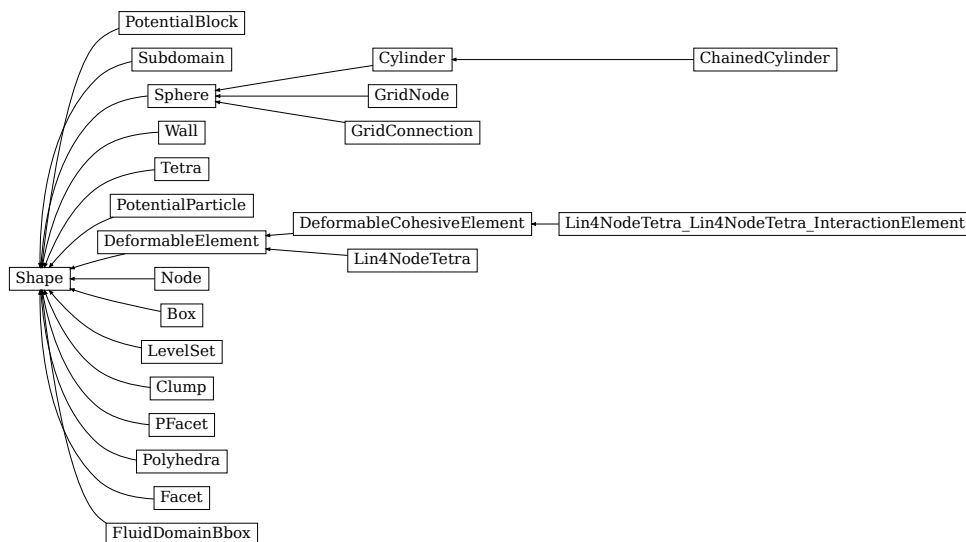 PotentialBlock
Subdomain
Cylinder
ChainedCylinder
Sphere
GridNode
GridConnection
Wall
Tetra
PotentialParticle
DeformableCohesiveElement
Lin4NodeTetra_Lin4NodeTetra_InteractionElement
DeformableElement
Lin4NodeTetra
Shape
Node
Box
LevelSet
Clump
PFacet
Polyhedra
Facet
FluidDomainBbox